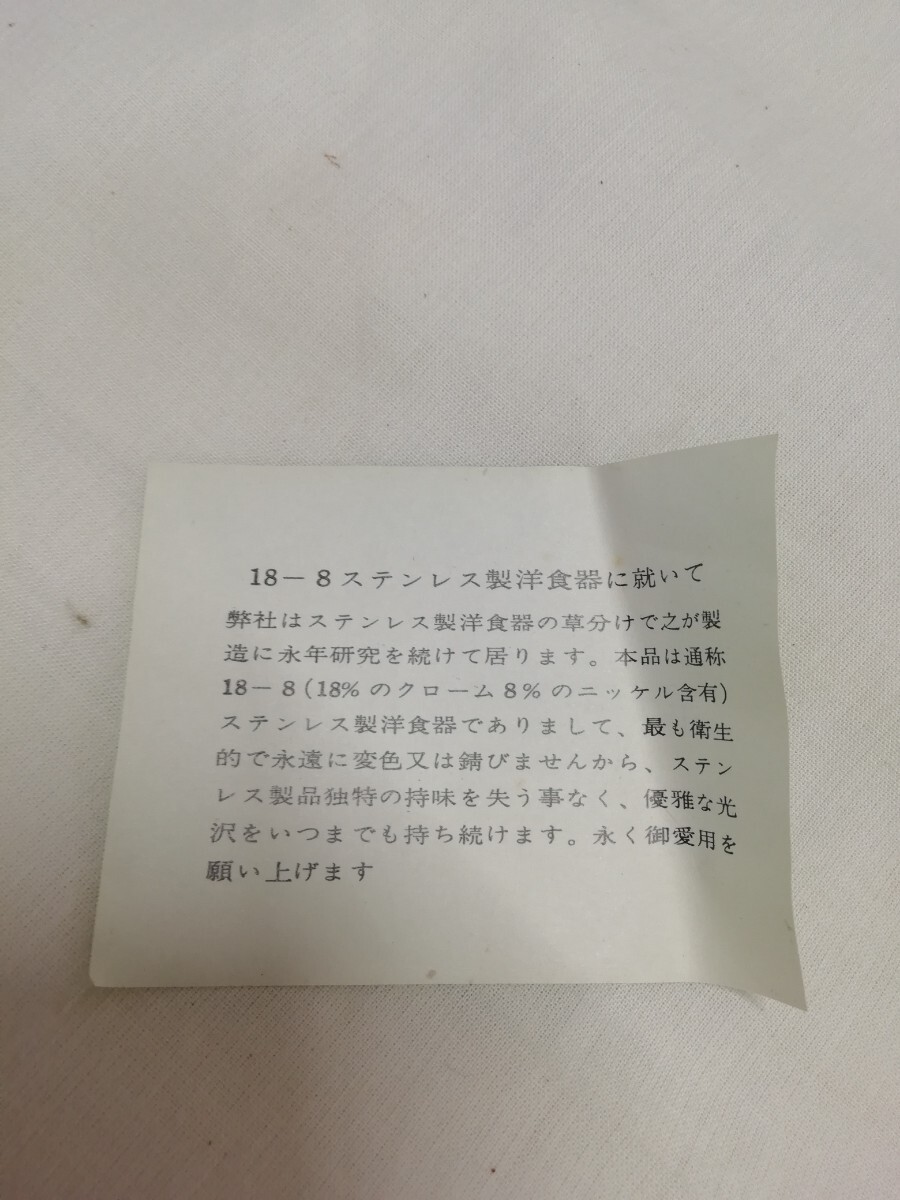 18－8ステンレス製洋食器に就いて
弊社はステンレス製洋食器の草分けで之が製
造に永年研究を続けて居ります。本品は通称
18－8(18%のクローム8%のニッケル含有)
ステンレス製洋食器でありまして、最も衛生
的で永遠に変色又は錆びませんから、ステン
レス製品独特の持味を失う事なく、優雅な光
沢をいつまでも持ち続けます。永く御愛用を
願い上げます